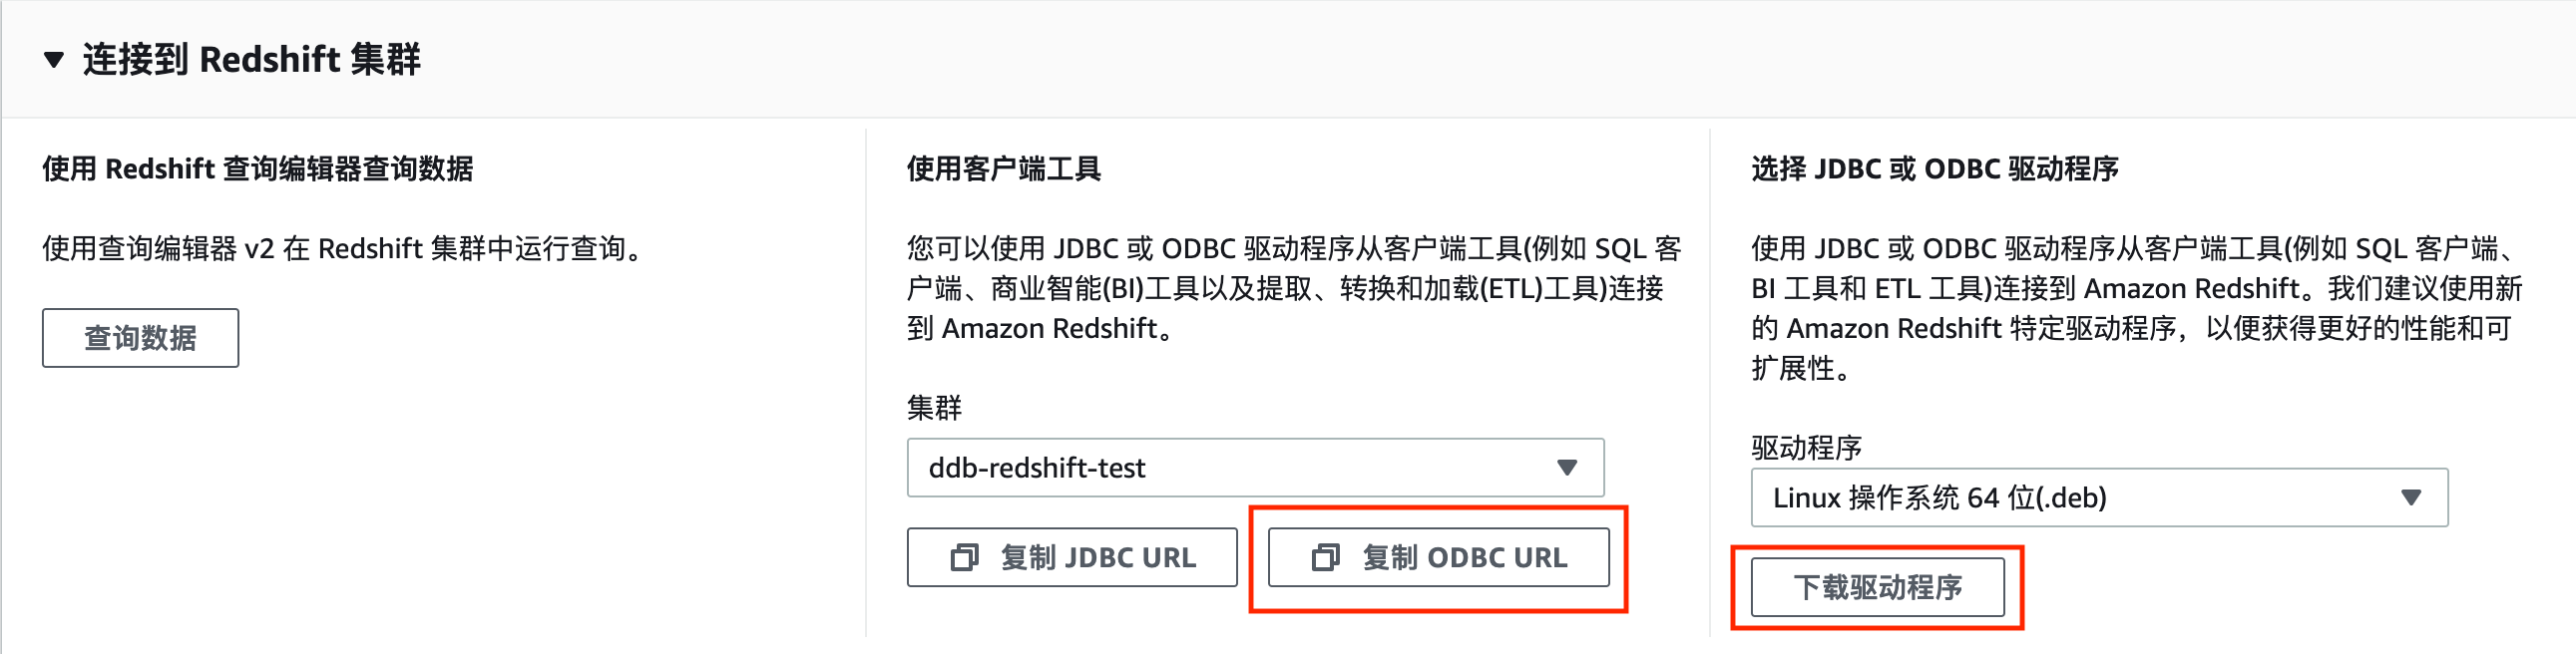 连接到 Redshift 集群
使用 Redshift 查询编辑器查询数据
使用查询编辑器 v2 在 Redshift 集群中运行查询。
查询数据
使用客户端工具
您可以使用 JDBC 或 ODBC 驱动程序从客户端工具(例如 SQL 客
户端、商业智能(BI)工具以及提取、转换和加载(ETL)工具)连接
到 Amazon Redshift。
集群
ddb-redshift-test
复制 JDBC URL
复制 ODBC URL
选择 JDBC 或 ODBC 驱动程序
使用 JDBC 或 ODBC 驱动程序从客户端工具(例如 SQL 客户端、
BI 工具和 ETL 工具)连接到 Amazon Redshift。我们建议使用新
的 Amazon Redshift 特定驱动程序，以便获得更好的性能和可
扩展性。
驱动程序
Linux 操作系统 64 位(.deb)
下载驱动程序